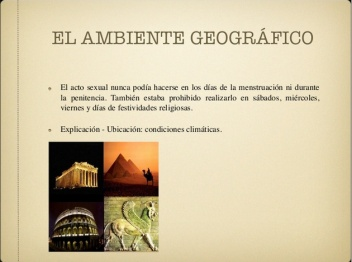 EL AMBIENTE GEOGRÁFICO
El acto sexual nunca podía hacerse en los días de la menstruación ni durante
la penitencia. También estaba prohibido realizarlo en sábados, miércoles,
viernes y días de festividades religiosas.
Explicación - Ubicación: condiciones climáticas.